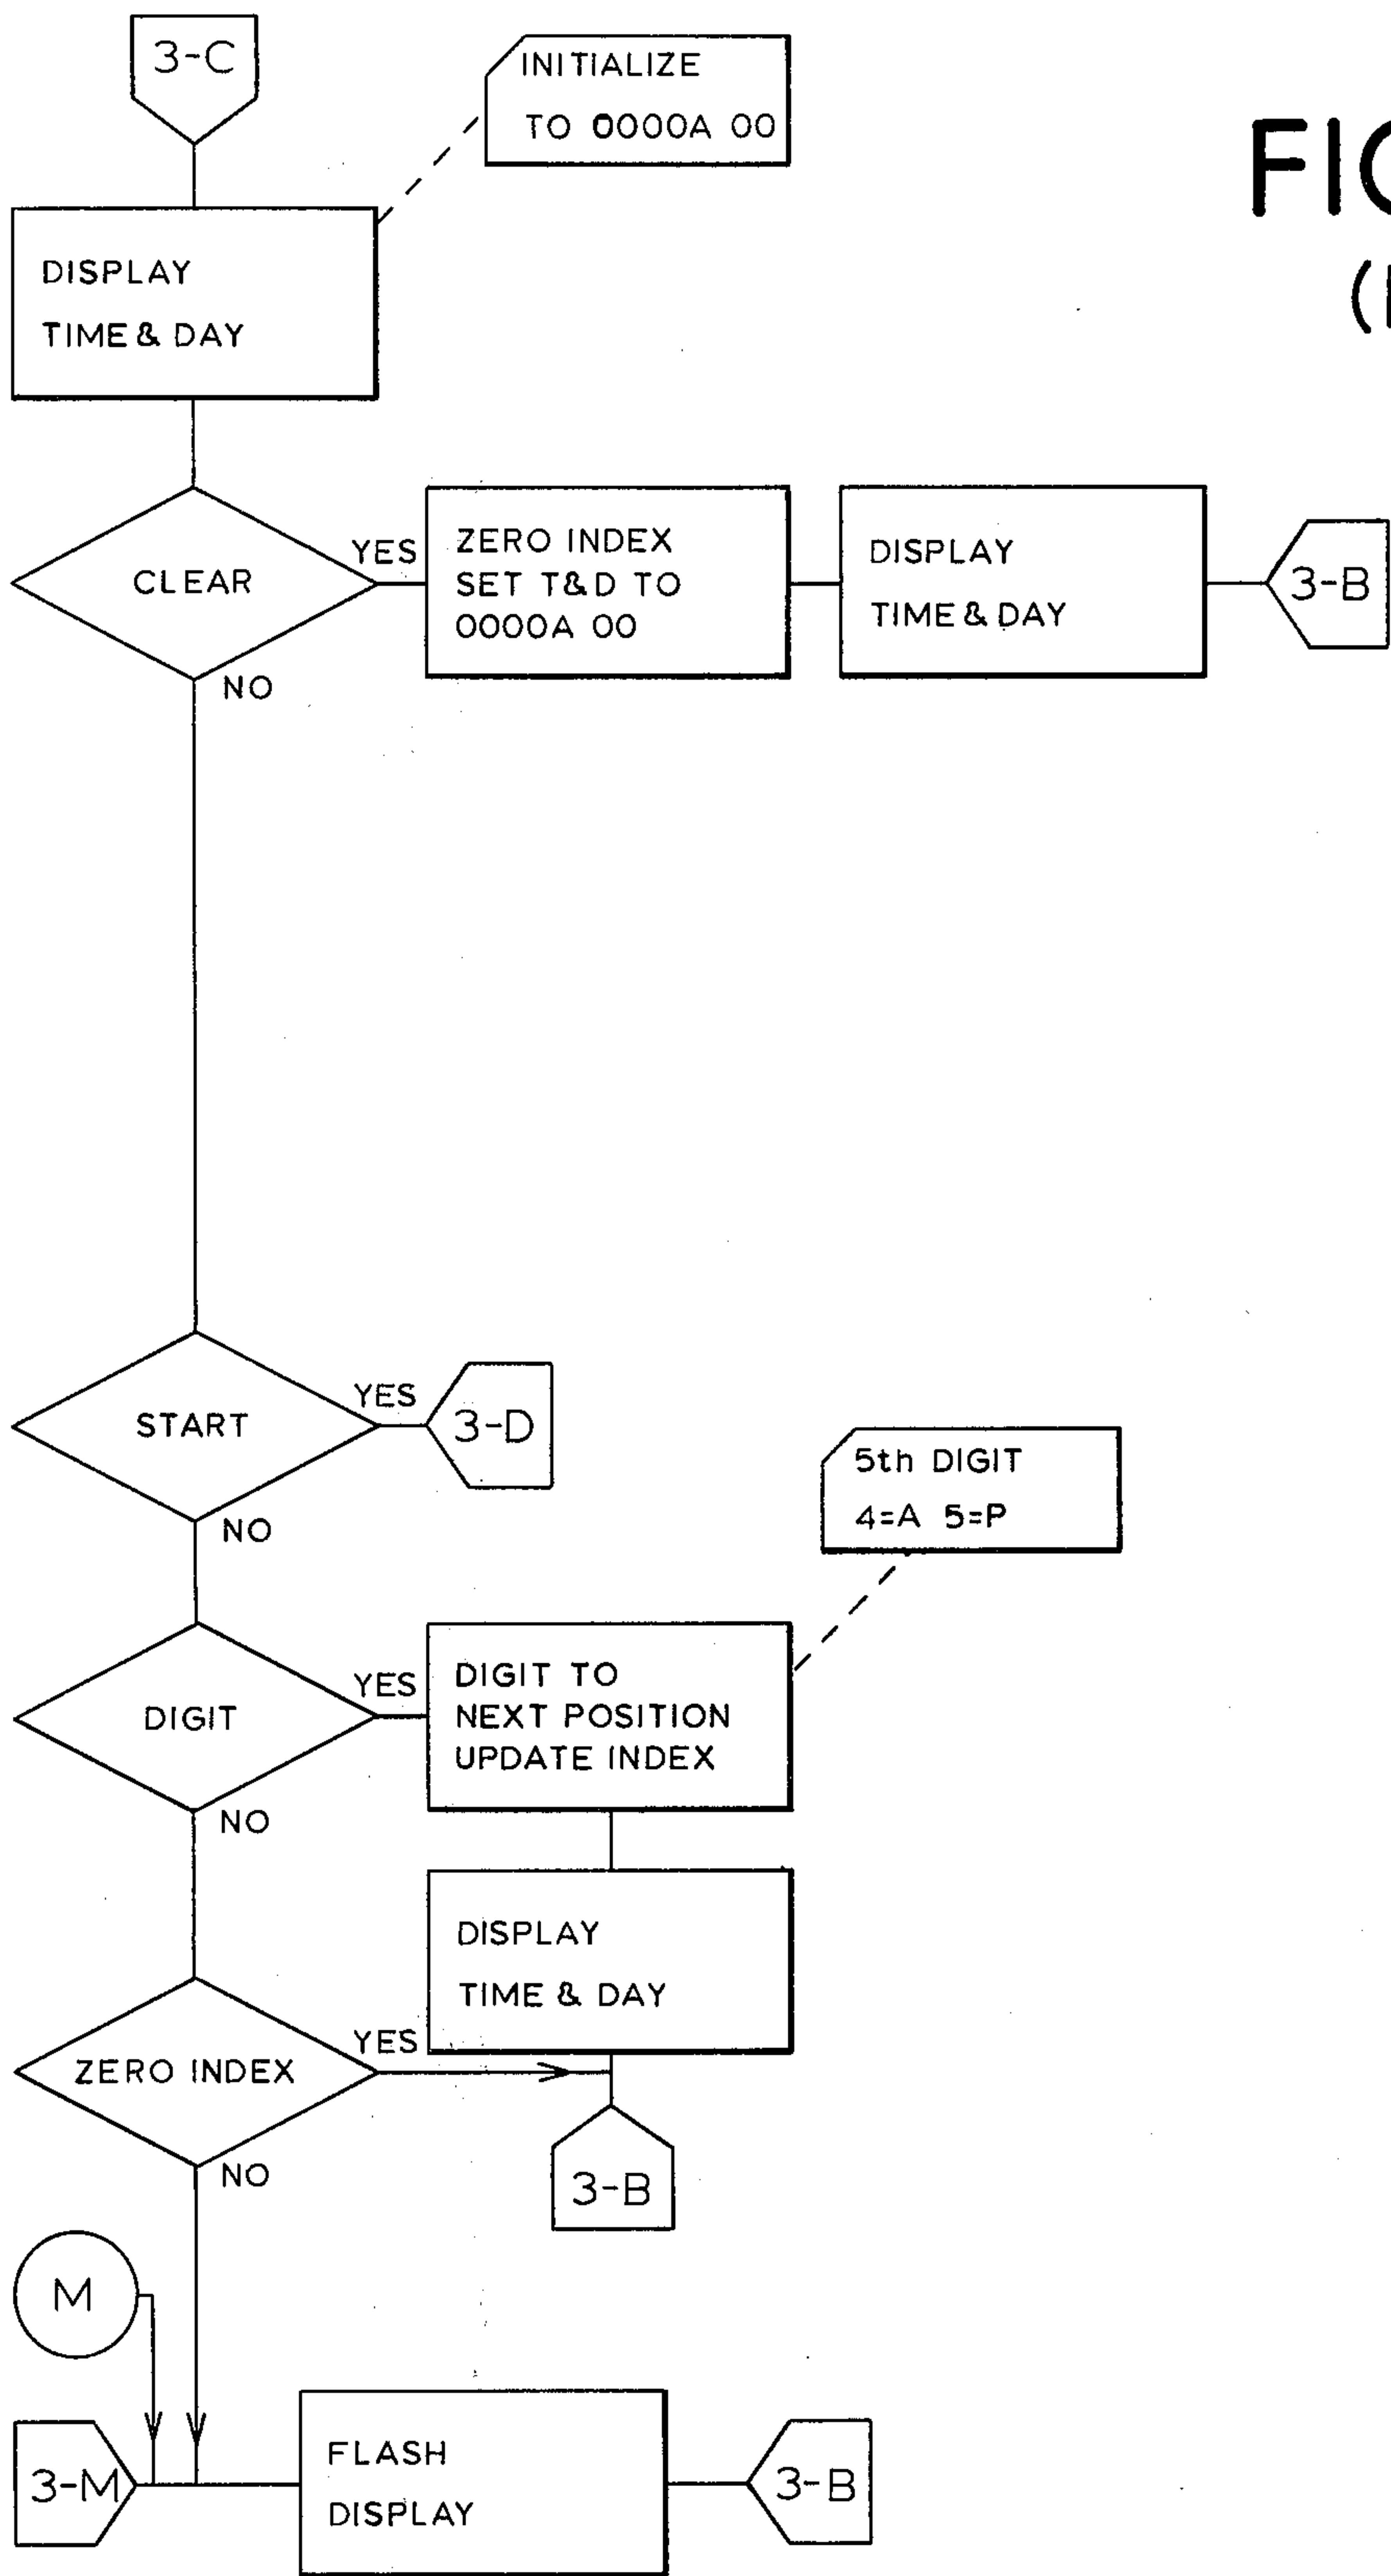 3-C
INITIALIZE
TO 0000A 00
DISPLAY
TIME & DAY
CLEAR
YES
NO
ZERO INDEX
SET T&D TO
0000A 00
DISPLAY
TIME & DAY
3-B
START
YES
NO
3-D
5th DIGIT
4=A 5=P
DIGIT
YES
NO
DIGIT TO
NEXT POSITION
UPDATE INDEX
DISPLAY
TIME & DAY
ZERO INDEX
YES
NO
3-B
M
3-M
FLASH
DISPLAY
3-B